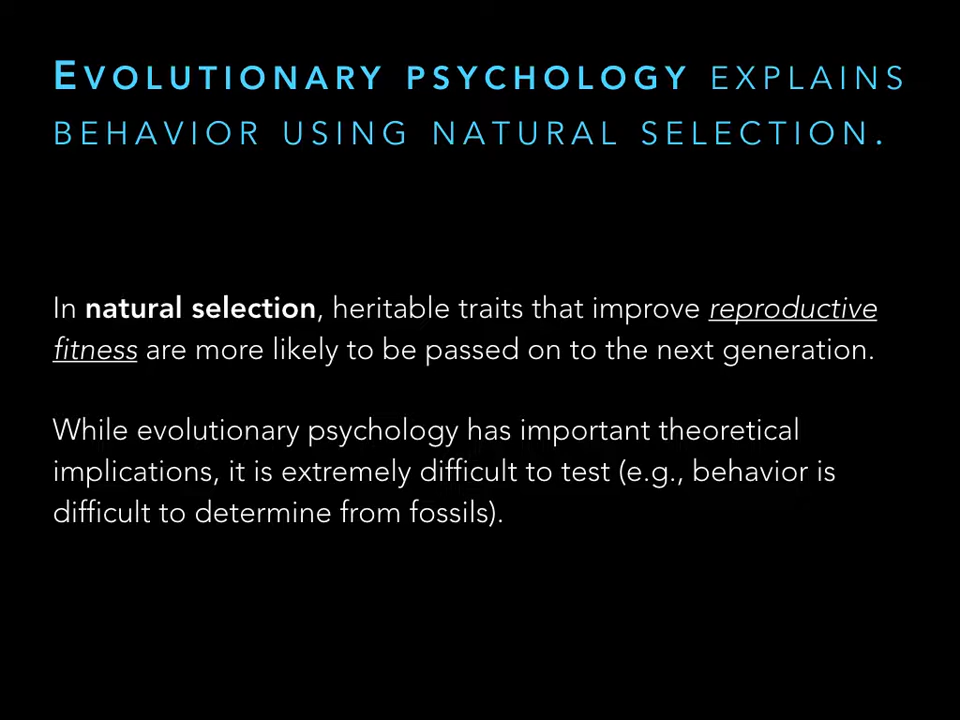 EVOLUTIONARY PSYCHOLOGY EXPLAINS
BEHAVIOR USING NATURAL SELECTION.
In natural selection, heritable traits that improve reproductive
fitness are more likely to be passed on to the next generation.
While evolutionary psychology has important theoretical
implications, it is extremely difficult to test (e.g., behavior is
difficult to determine from fossils).